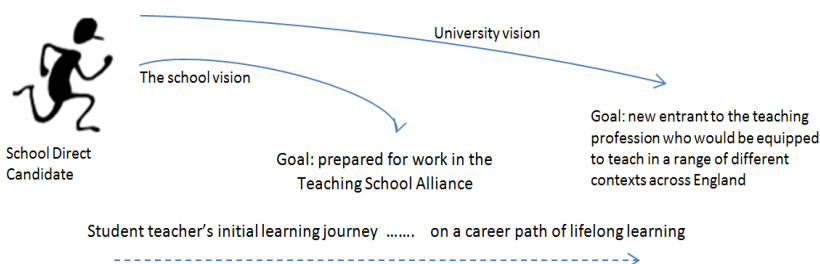 University vision
The school vision
School Direct
Candidate
Goal: prepared for work in the
Teaching School Alliance
Goal: new entrant to the teaching
profession who would be equipped
to teach in a range of different
contexts across England
Student teacher's initial learning journey ....... on a career path of lifelong learning